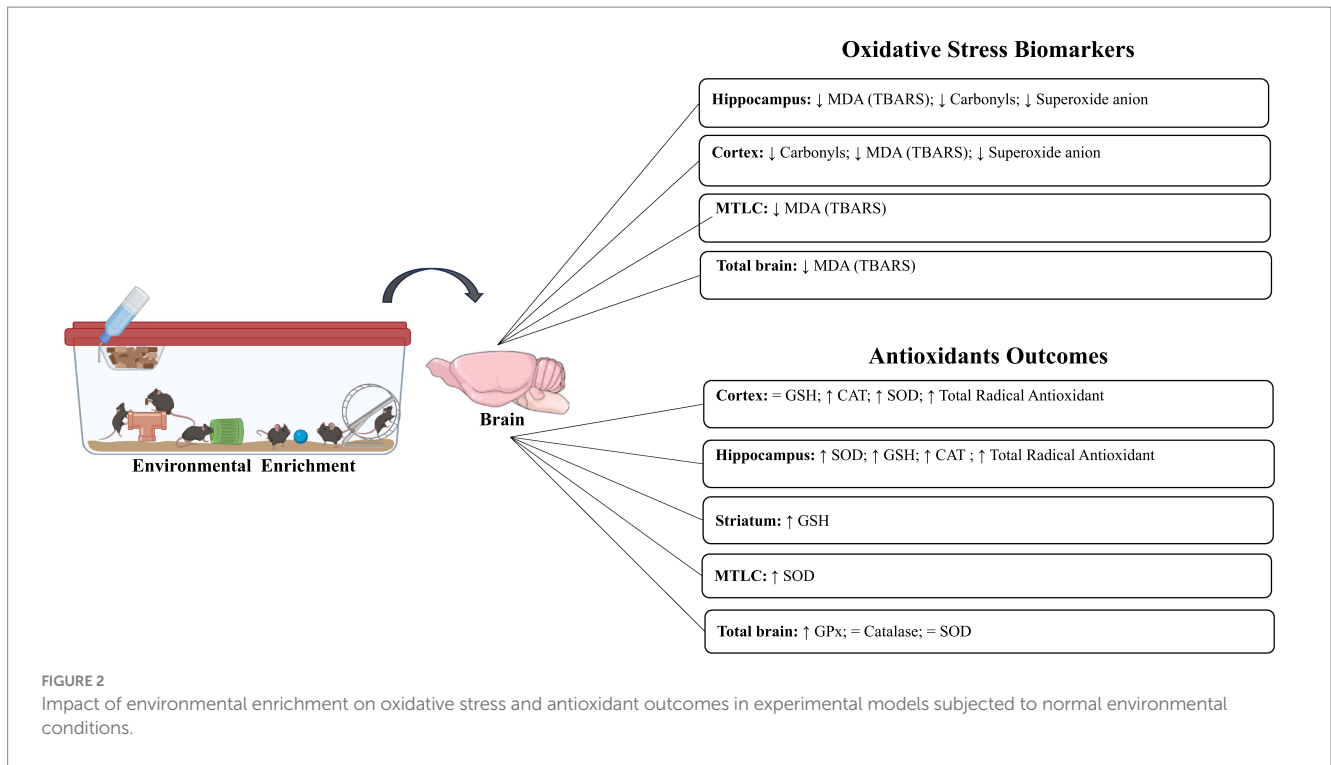 Oxidative Stress Biomarkers
Hippocampus: ↓ MDA (TBARS); ↓ Carbonyls; ↓ Superoxide anion
Cortex: ↓ Carbonyls; ↓ MDA (TBARS); ↓ Superoxide anion
MTLC: ↓ MDA (TBARS)
Total brain: ↓ MDA (TBARS)
Environmental Enrichment
Brain
Antioxidants Outcomes
Cortex: = GSH; ↑ CAT; ↑ SOD; ↑ Total Radical Antioxidant
Hippocampus: ↑ SOD; ↑ GSH; ↑ CAT ; ↑ Total Radical Antioxidant
Striatum: ↑ GSH
MTLC: ↑ SOD
Total brain: ↑ GPx; = Catalase; = SOD
FIGURE 2
Impact of environmental enrichment on oxidative stress and antioxidant outcomes in experimental models subjected to normal environmental
conditions.